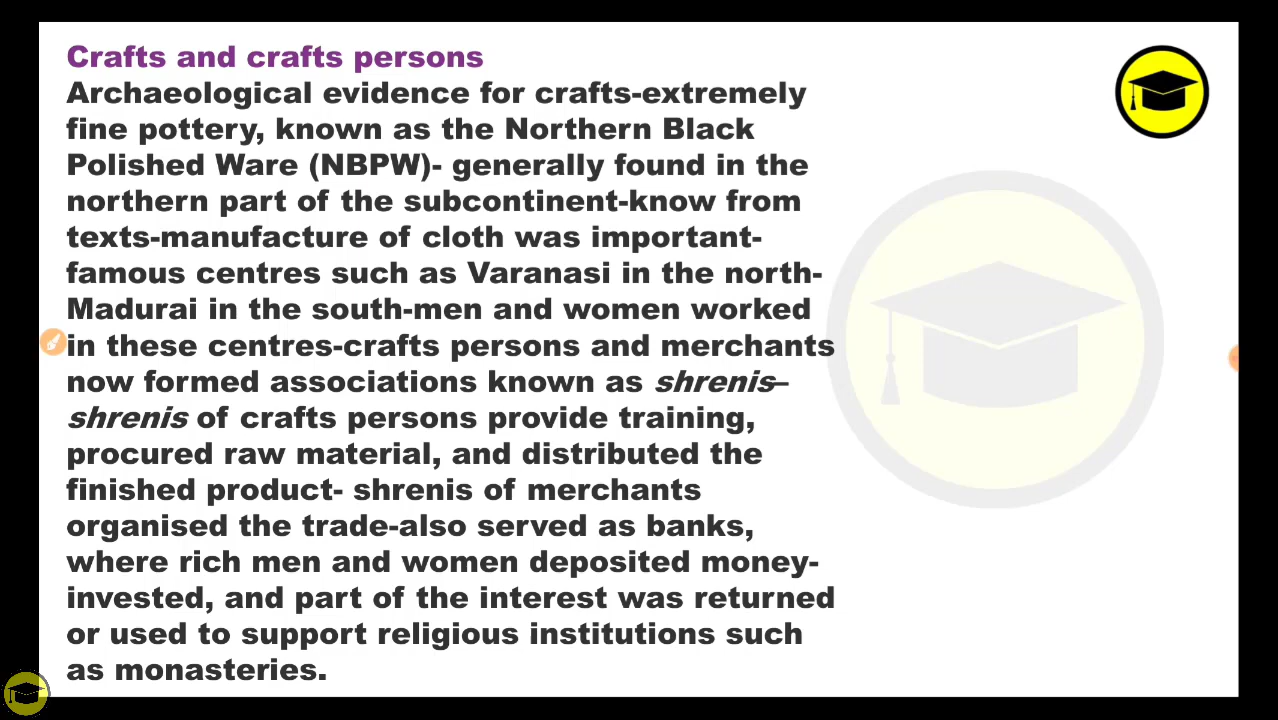 Crafts and crafts persons
Archaeological evidence for crafts-extremely
fine pottery, known as the Northern Black
Polished Ware (NBPW)- generally found in the
northern part of the subcontinent-know from
texts-manufacture of cloth was important-
famous centres such as Varanasi in the north-
Madurai in the south-men and women worked
in these centres-crafts persons and merchants
now formed associations known as shrenis–
shrenis of crafts persons provide training,
procured raw material, and distributed the
finished product- shrenis of merchants
organised the trade-also served as banks,
where rich men and women deposited money-
invested, and part of the interest was returned
or used to support religious institutions such
as monasteries.